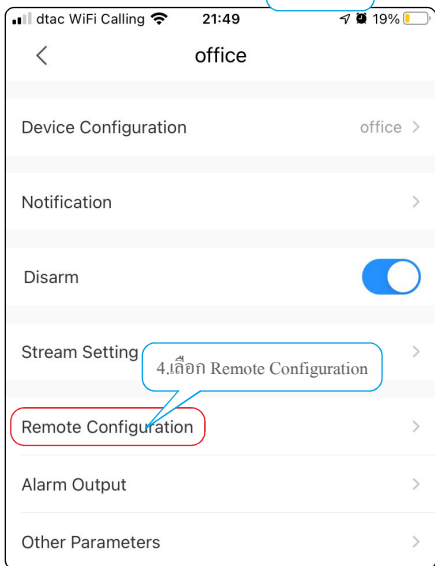 dtac WiFi Calling 21:49 19%
office
Device Configuration office
Notification
Disarm
Stream Setting
4.เลือก Remote Configuration
Remote Configuration
Alarm Output
Other Parameters